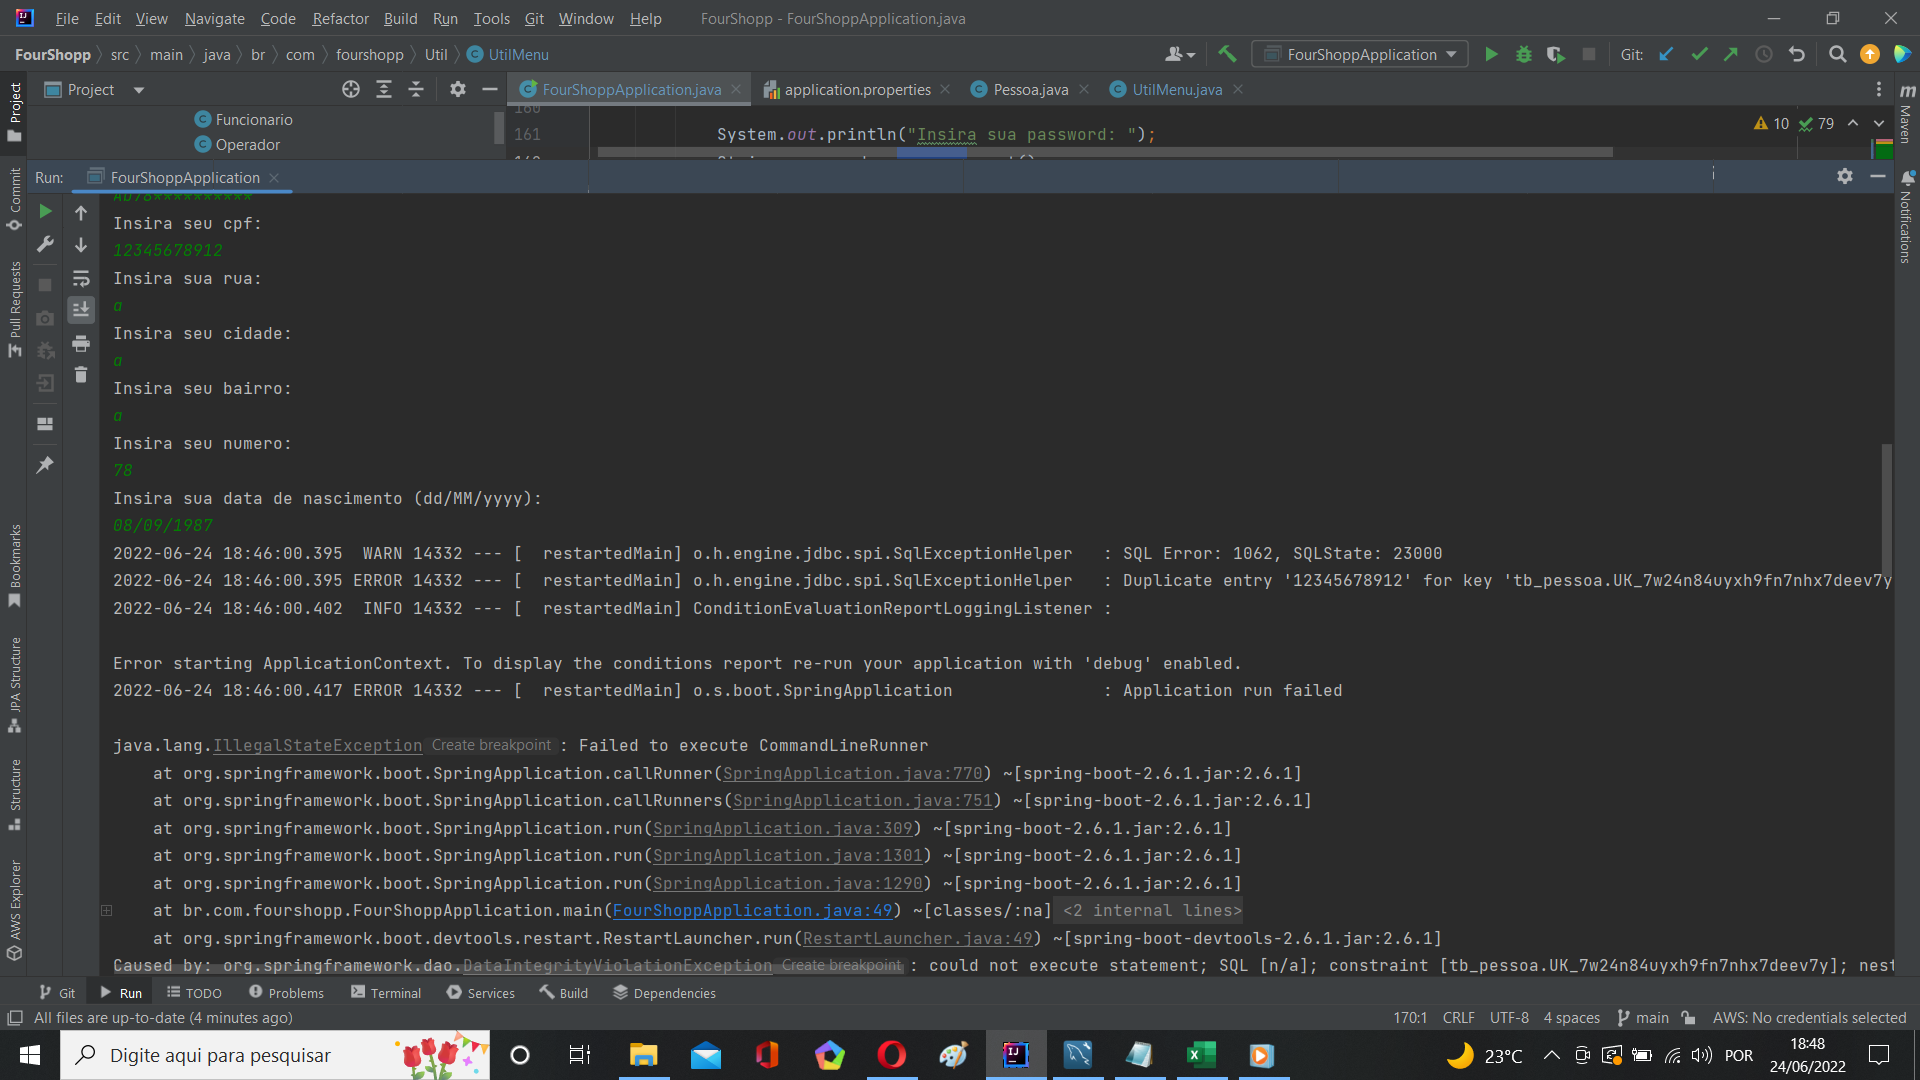 File Edit View Navigate Code Refactor Build Run Tools Git Window Help FourShopp - FourShoppApplication.java
FourShopp src main java br com fourshopp Util UtilMenu FourShoppApplication Git:
Project FourShoppApplication.java application.properties Pessoa.java UtilMenu.java
Funcionario
Operador
160
161 System.out.println("Insira sua password: "); 10 79
Run: FourShoppApplication
Ab78**********
Insira seu cpf:
12345678912
Insira sua rua:
a
Insira seu cidade:
a
Insira seu bairro:
a
Insira seu numero:
78
Insira sua data de nascimento (dd/MM/yyyy):
08/09/1987
2022-06-24 18:46:00.395  WARN 14332 --- [  restartedMain] o.h.engine.jdbc.spi.SqlExceptionHelper   : SQL Error: 1062, SQLState: 23000
2022-06-24 18:46:00.395 ERROR 14332 --- [  restartedMain] o.h.engine.jdbc.spi.SqlExceptionHelper   : Duplicate entry '12345678912' for key 'tb_pessoa.UK_7w24n84uyxh9fn7nhx7deev7y
2022-06-24 18:46:00.402  INFO 14332 --- [  restartedMain] ConditionEvaluationReportLoggingListener :
Error starting ApplicationContext. To display the conditions report re-run your application with 'debug' enabled.
2022-06-24 18:46:00.417 ERROR 14332 --- [  restartedMain] o.s.boot.SpringApplication               : Application run failed
java.lang.IllegalStateException Create breakpoint : Failed to execute CommandLineRunner
at org.springframework.boot.SpringApplication.callRunner(SpringApplication.java:770) ~[spring-boot-2.6.1.jar:2.6.1]
at org.springframework.boot.SpringApplication.callRunners(SpringApplication.java:751) ~[spring-boot-2.6.1.jar:2.6.1]
at org.springframework.boot.SpringApplication.run(SpringApplication.java:309) ~[spring-boot-2.6.1.jar:2.6.1]
at org.springframework.boot.SpringApplication.run(SpringApplication.java:1301) ~[spring-boot-2.6.1.jar:2.6.1]
at org.springframework.boot.SpringApplication.run(SpringApplication.java:1290) ~[spring-boot-2.6.1.jar:2.6.1]
at br.com.fourshopp.FourShoppApplication.main(FourShoppApplication.java:49) ~[classes/:na] <2 internal lines>
at org.springframework.boot.devtools.restart.RestartLauncher.run(RestartLauncher.java:49) ~[spring-boot-devtools-2.6.1.jar:2.6.1]
Caused by: org.springframework.dao.DataIntegrityViolationException Create breakpoint : could not execute statement; SQL [n/a]; constraint [tb_pessoa.UK_7w24n84uyxh9fn7nhx7deev7y]; nest
Project
Commit
Pull Requests
Bookmarks
JPA Structure
Structure
AWS Explorer
Maven
Notifications
Git Run TODO Problems Terminal Services Build Dependencies
All files are up-to-date (4 minutes ago) 170:1 CRLF UTF-8 4 spaces main AWS: No credentials selected
Digite aqui para pesquisar 23°C POR 18:48
24/06/2022